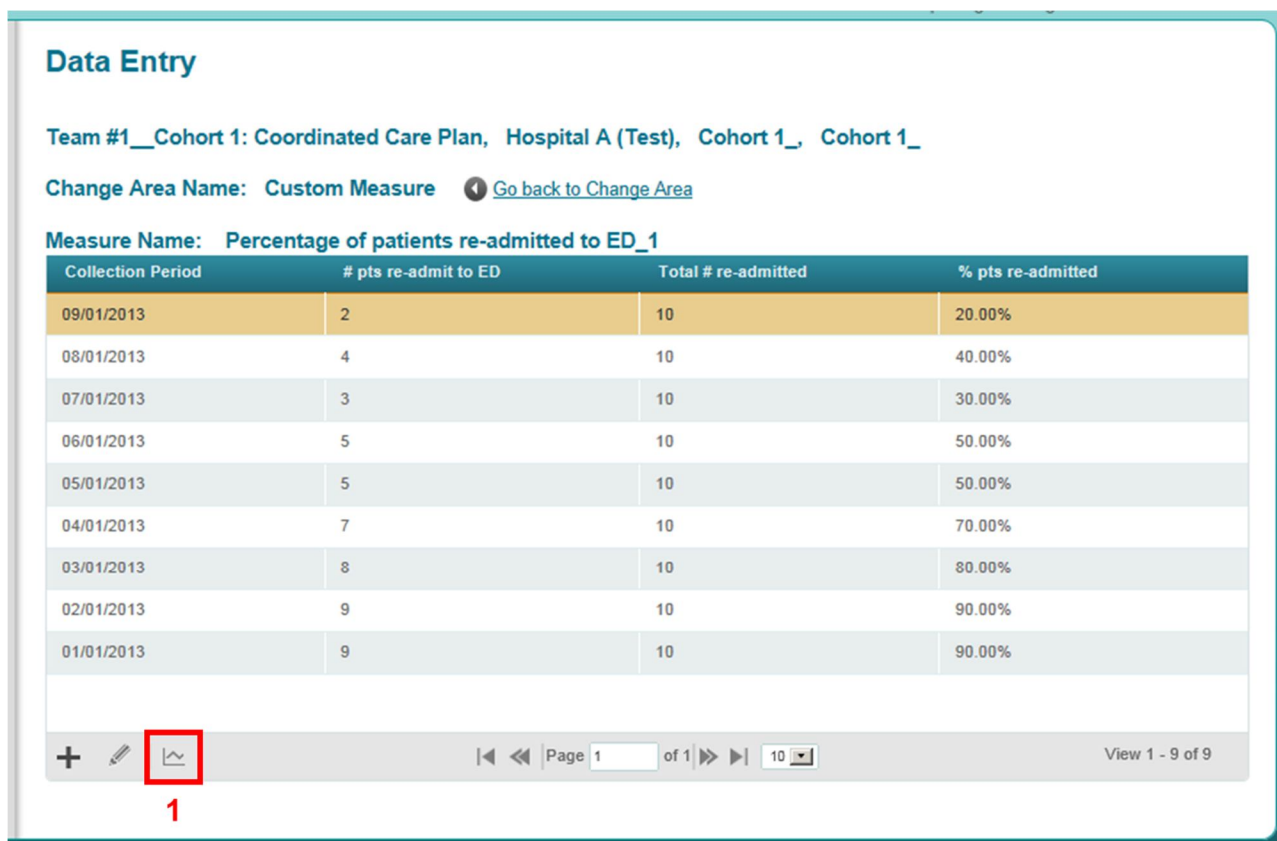 Data Entry
Team #1__Cohort 1: Coordinated Care Plan, Hospital A (Test), Cohort 1_, Cohort 1_
Change Area Name: Custom Measure Go back to Change Area
Measure Name: Percentage of patients re-admitted to ED_1
Collection Period # pts re-admit to ED Total # re-admitted % pts re-admitted
09/01/2013 2 10 20.00%
08/01/2013 4 10 40.00%
07/01/2013 3 10 30.00%
06/01/2013 5 10 50.00%
05/01/2013 5 10 50.00%
04/01/2013 7 10 70.00%
03/01/2013 8 10 80.00%
02/01/2013 9 10 90.00%
01/01/2013 9 10 90.00%
Page 1 of 1 10 View 1 - 9 of 9
1